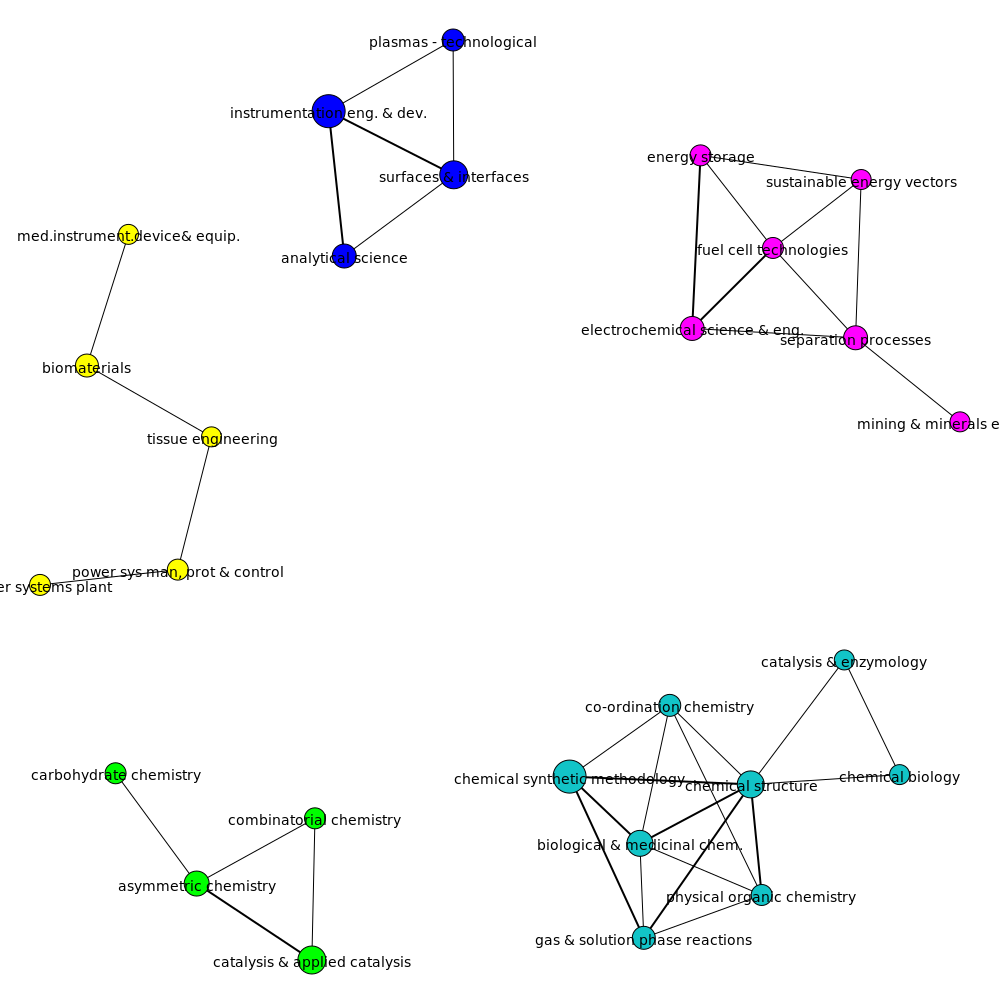 plasmas - technological
instrumentation eng. & dev.
surfaces & interfaces
analytical science
energy storage
sustainable energy vectors
fuel cell technologies
electrochemical science & eng.
separation processes
mining & minerals e
med.instrument.device& equip.
biomaterials
tissue engineering
power sys man, prot & control
er systems plant
catalysis & enzymology
co-ordination chemistry
chemical synthetic methodology
chemical structure
chemical biology
biological & medicinal chem.
physical organic chemistry
gas & solution phase reactions
carbohydrate chemistry
combinatorial chemistry
asymmetric chemistry
catalysis & applied catalysis